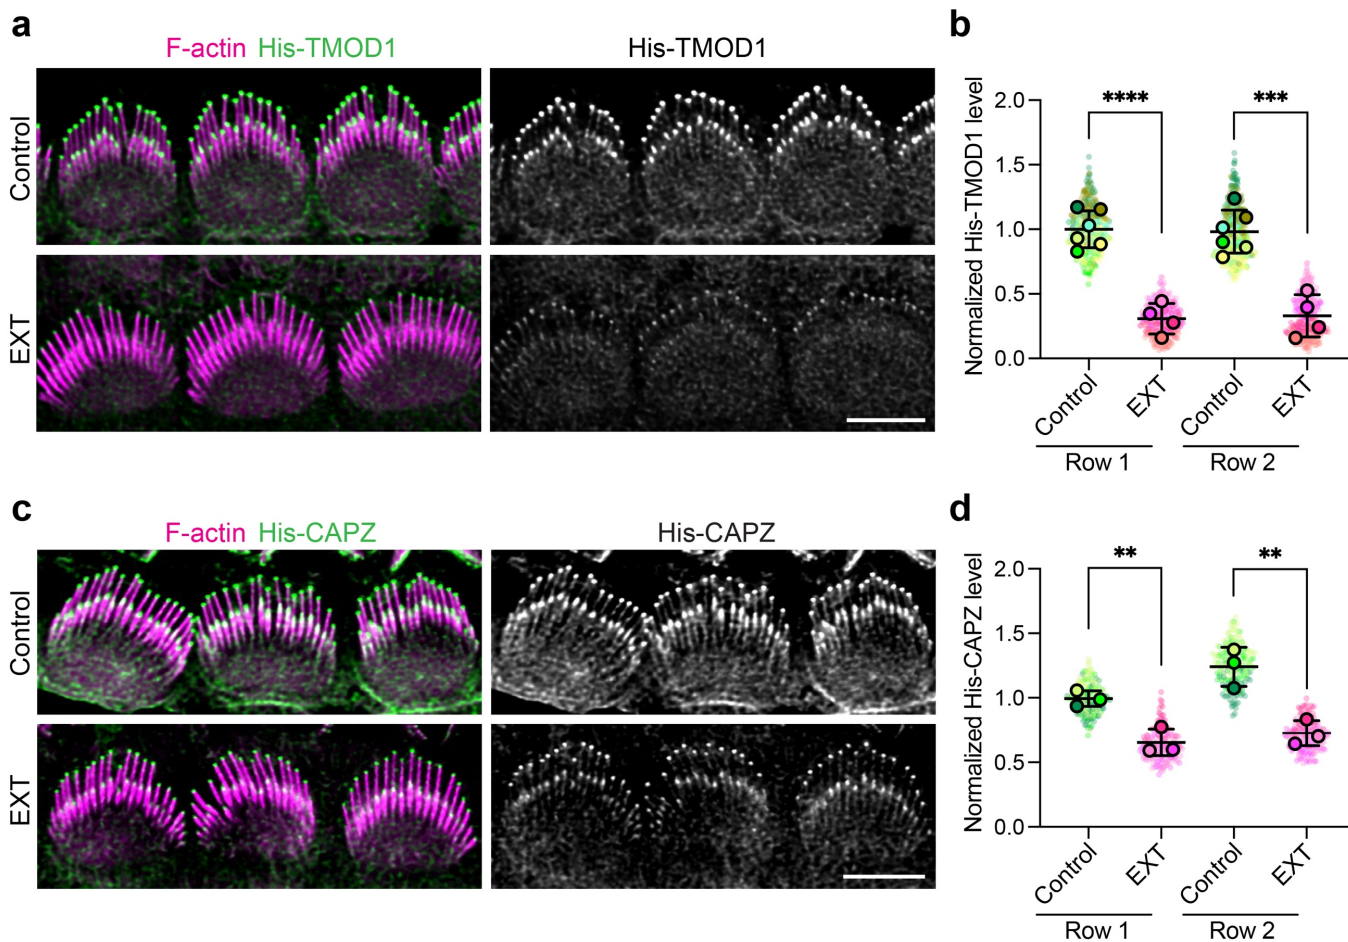 a
F-actin His-TMOD1
His-TMOD1
Control
EXT
b
Normalized His-TMOD1 level
2.0
1.5
1.0
0.5
0.0
****
***
Control
EXT
Control
EXT
Row 1
Row 2
c
F-actin His-CAPZ
His-CAPZ
Control
EXT
d
Normalized His-CAPZ level
2.0
1.5
1.0
0.5
0.0
**
**
Control
EXT
Control
EXT
Row 1
Row 2